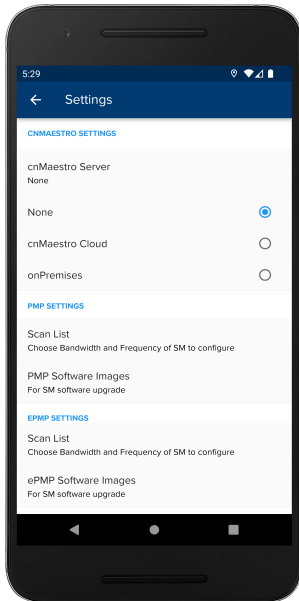 5:29
Settings
CNMAESTRO SETTINGS
cnMaestro Server
None
None
cnMaestro Cloud
onPremises
PMP SETTINGS
Scan List
Choose Bandwidth and Frequency of SM to configure
PMP Software Images
For SM software upgrade
EPMP SETTINGS
Scan List
Choose Bandwidth and Frequency of SM to configure
ePMP Software Images
For SM software upgrade